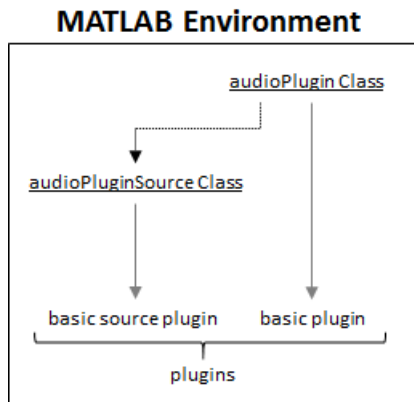 MATLAB Environment
audioPlugin Class
audioPluginSource Class
basic source plugin
basic plugin
plugins